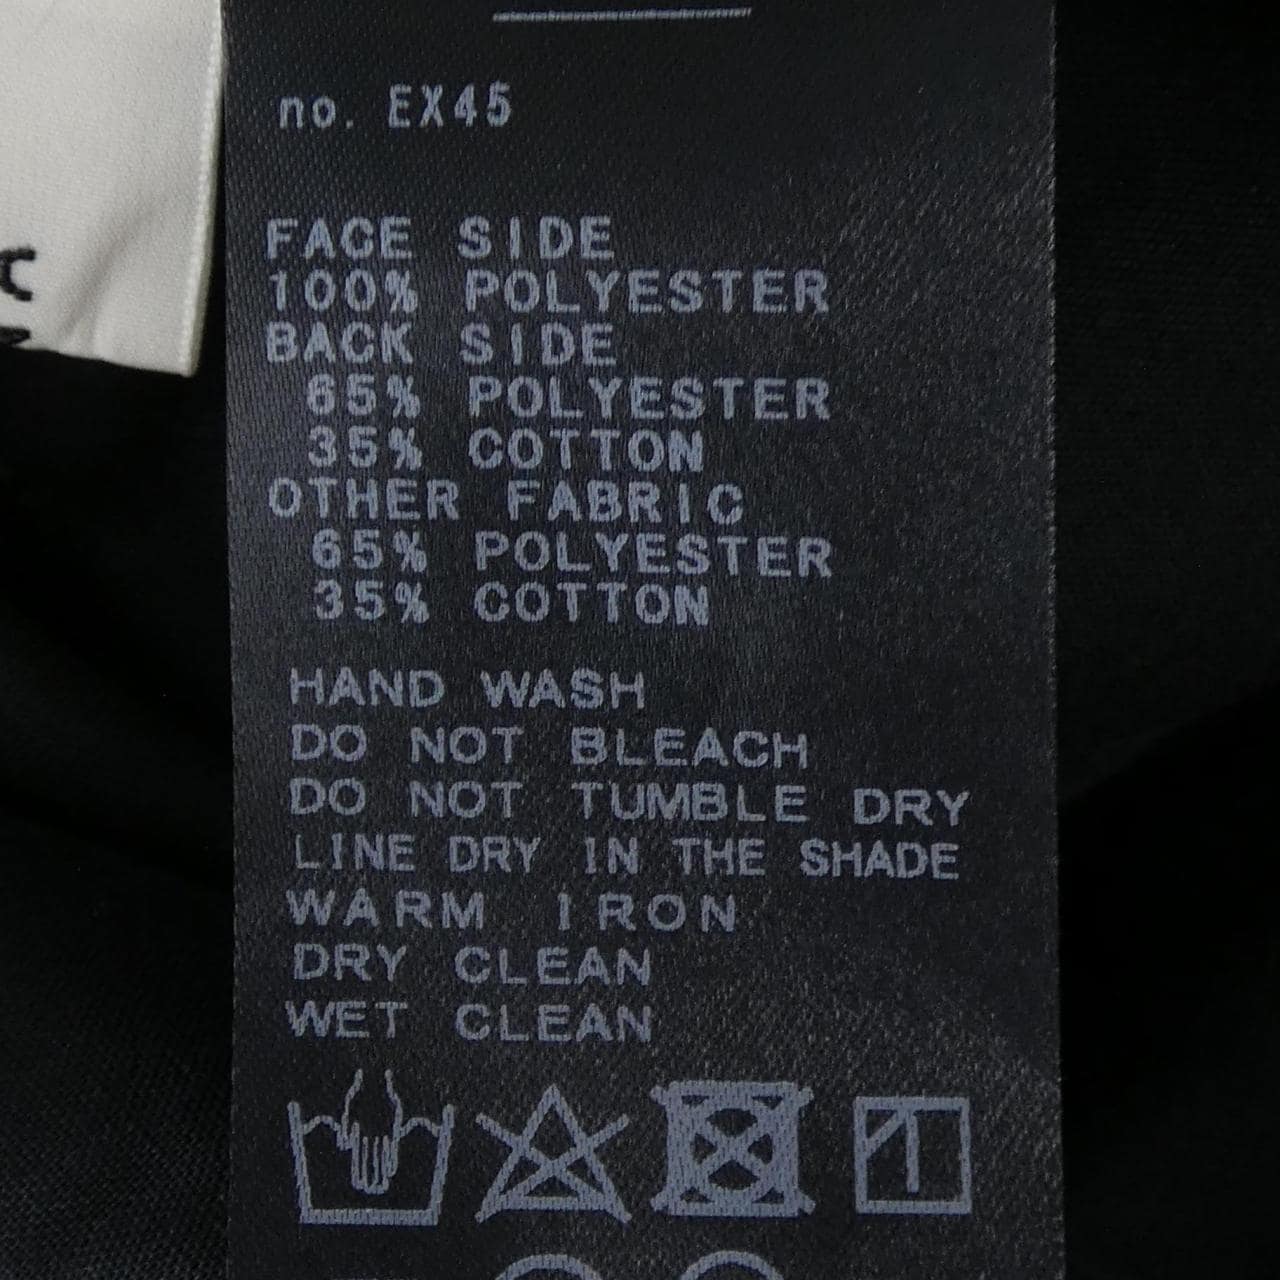 no. EX45
FACE SIDE
100% POLYESTER
BACK SIDE
65% POLYESTER
35% COTTON
OTHER FABRIC
65% POLYESTER
35% COTTON
HAND WASH
DO NOT BLEACH
DO NOT TUMBLE DRY
LINE DRY IN THE SHADE
WARM IRON
DRY CLEAN
WET CLEAN